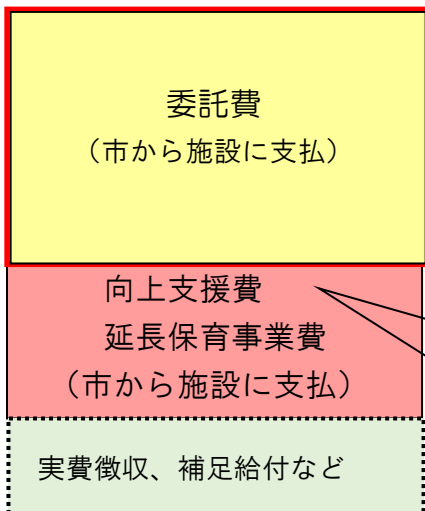 委託費
（市から施設に支払）
向上支援費
延長保育事業費
（市から施設に支払）
実費徴収、補足給付など